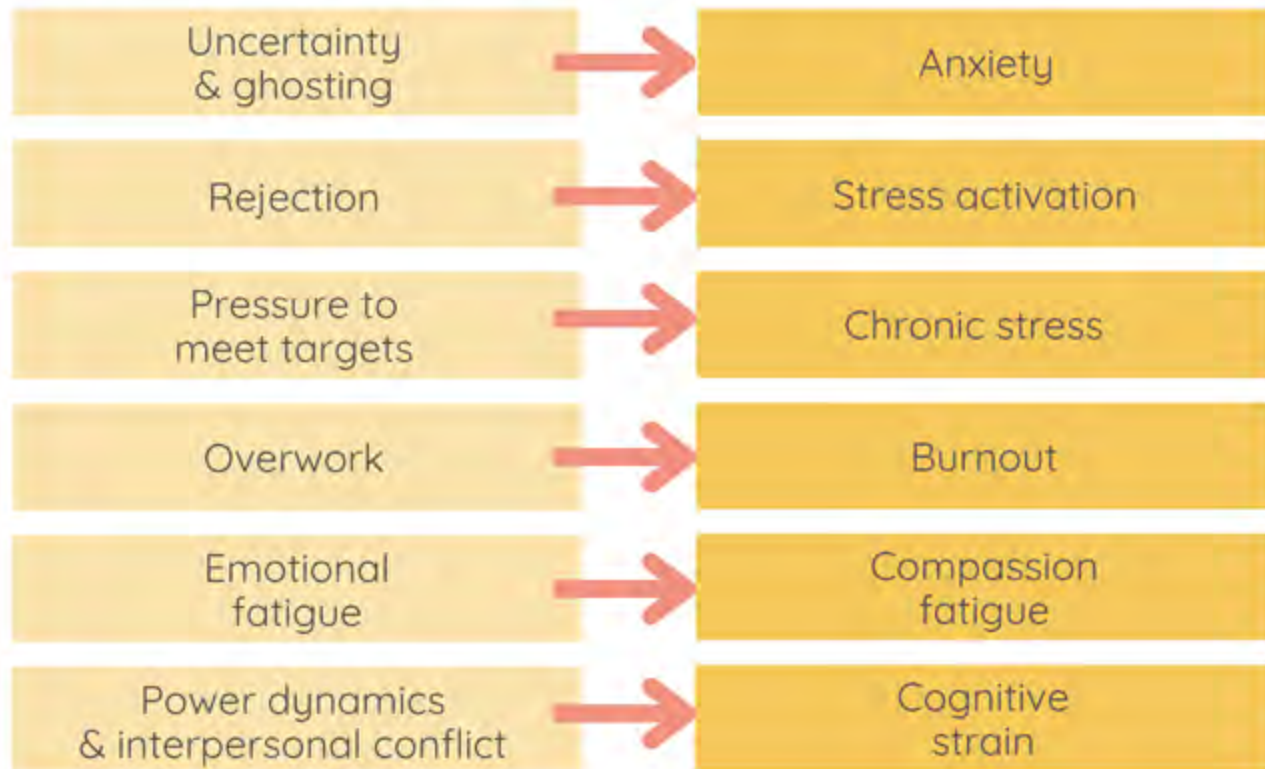 Uncertainty
& ghosting
Anxiety
Rejection
Stress activation
Pressure to
meet targets
Chronic stress
Overwork
Burnout
Emotional
fatigue
Compassion
fatigue
Power dynamics
& interpersonal conflict
Cognitive
strain